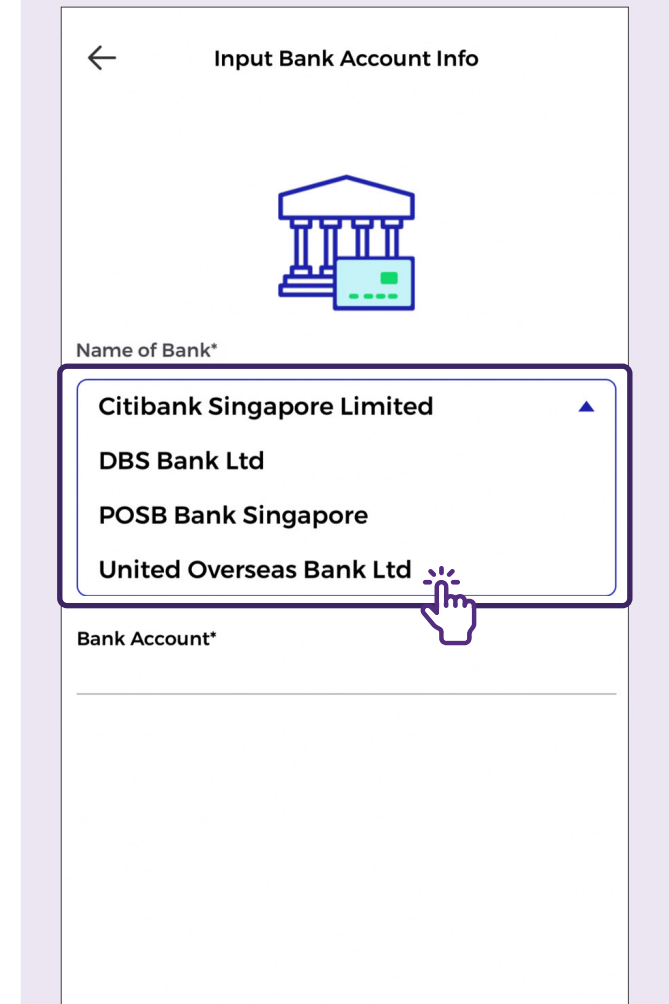 Input Bank Account Info
Name of Bank*
Citibank Singapore Limited
DBS Bank Ltd
POSB Bank Singapore
United Overseas Bank Ltd
Bank Account*